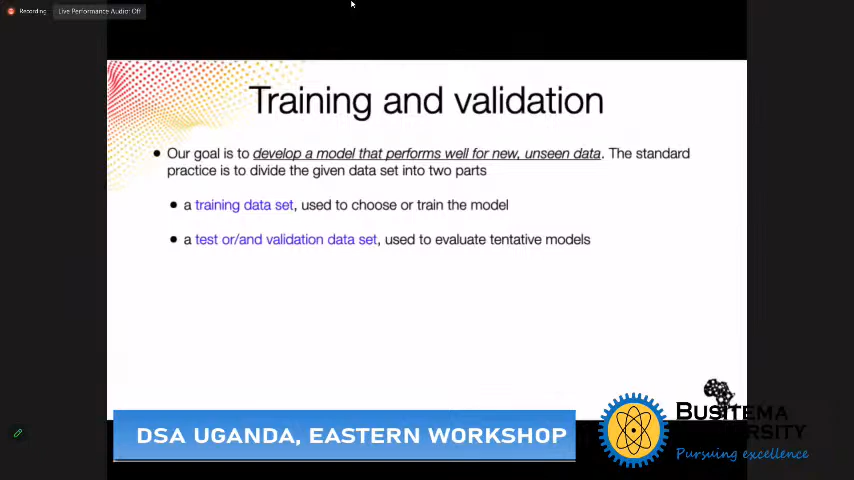 Recording
Live Performance Audio: Off
Training and validation
• Our goal is to develop a model that performs well for new, unseen data. The standard
practice is to divide the given data set into two parts
• a training data set, used to choose or train the model
• a test or/and validation data set, used to evaluate tentative models
DSA UGANDA, EASTERN WORKSHOP
BUSITEMA
UNIVERSITY
Pursuing excellence